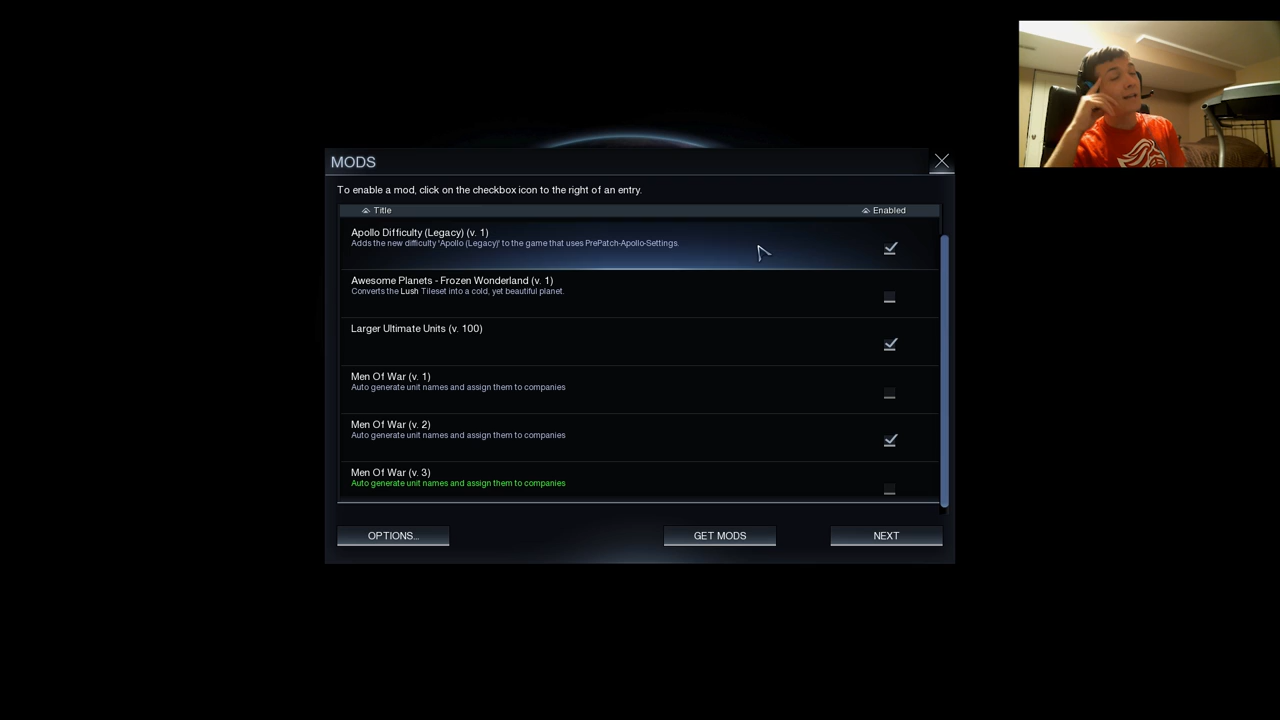 MODS
To enable a mod, click on the checkbox icon to the right of an entry.
Title Enabled
Apollo Difficulty (Legacy) (v. 1)
Adds the new difficulty 'Apollo (Legacy)' to the game that uses PrePatch-Apollo-Settings.
Awesome Planets - Frozen Wonderland (v. 1)
Converts the Lush Tileset into a cold, yet beautiful planet.
Larger Ultimate Units (v. 100)
Men Of War (v. 1)
Auto generate unit names and assign them to companies
Men Of War (v. 2)
Auto generate unit names and assign them to companies
Men Of War (v. 3)
Auto generate unit names and assign them to companies
OPTIONS... GET MODS NEXT